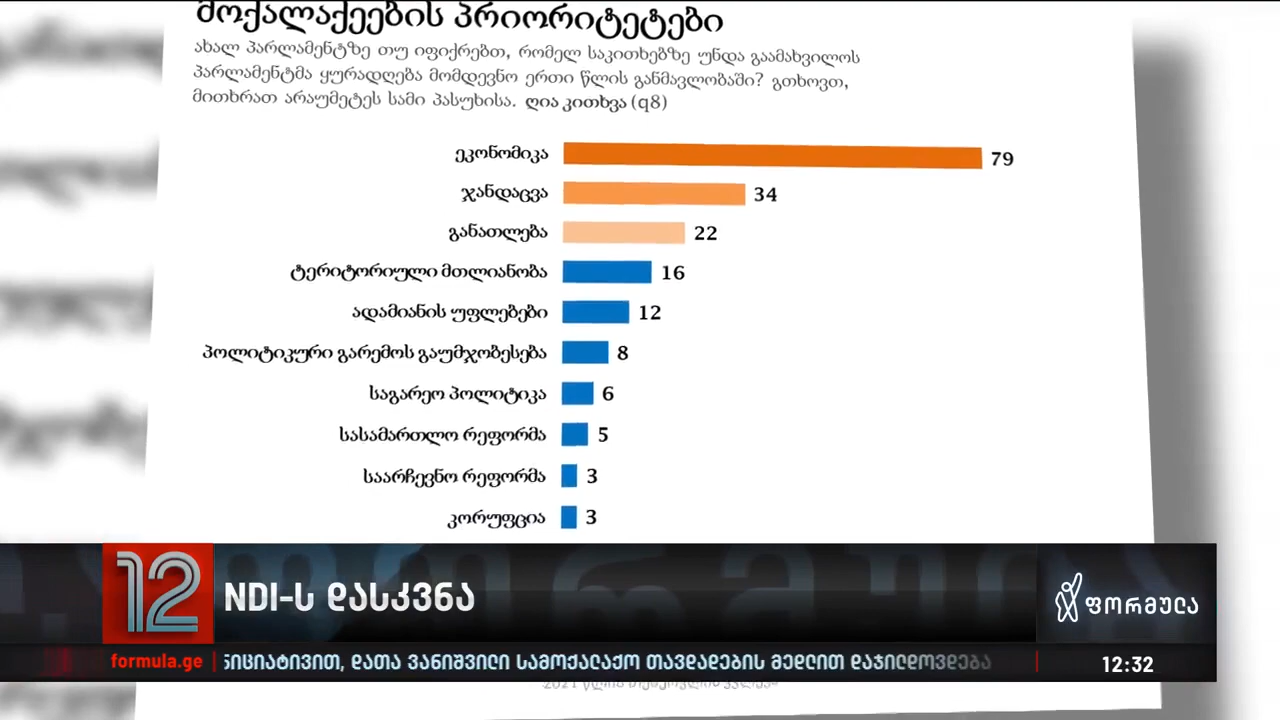 მოქალაქეების პრიორიტეტები
ახალ პარლამენტზე თუ იფიქრებთ, რომელ საკითხებზე უნდა გაამახვილოს
პარლამენტმა ყურადღება მომდევნო ერთი წლის განმავლობაში? გთხოვთ,
მითხრათ არაუმეტეს სამი პასუხისა. ღია კითხვა (q8)
ეკონომიკა 79
ჯანდაცვა 34
განათლება 22
ტერიტორიული მთლიანობა 16
ადამიანის უფლებები 12
პოლიტიკური გარემოს გაუმჯობესება 8
საგარეო პოლიტიკა 6
სასამართლო რეფორმა 5
საარჩევნო რეფორმა 3
კორუფცია 3
12 NDI-ს დასკვნა ფორმულა
formula.ge ნიციატივით, დათა ვანიშვილი სამოქალაქო თავდადების მედლით დაჯილდოვდება 12:32